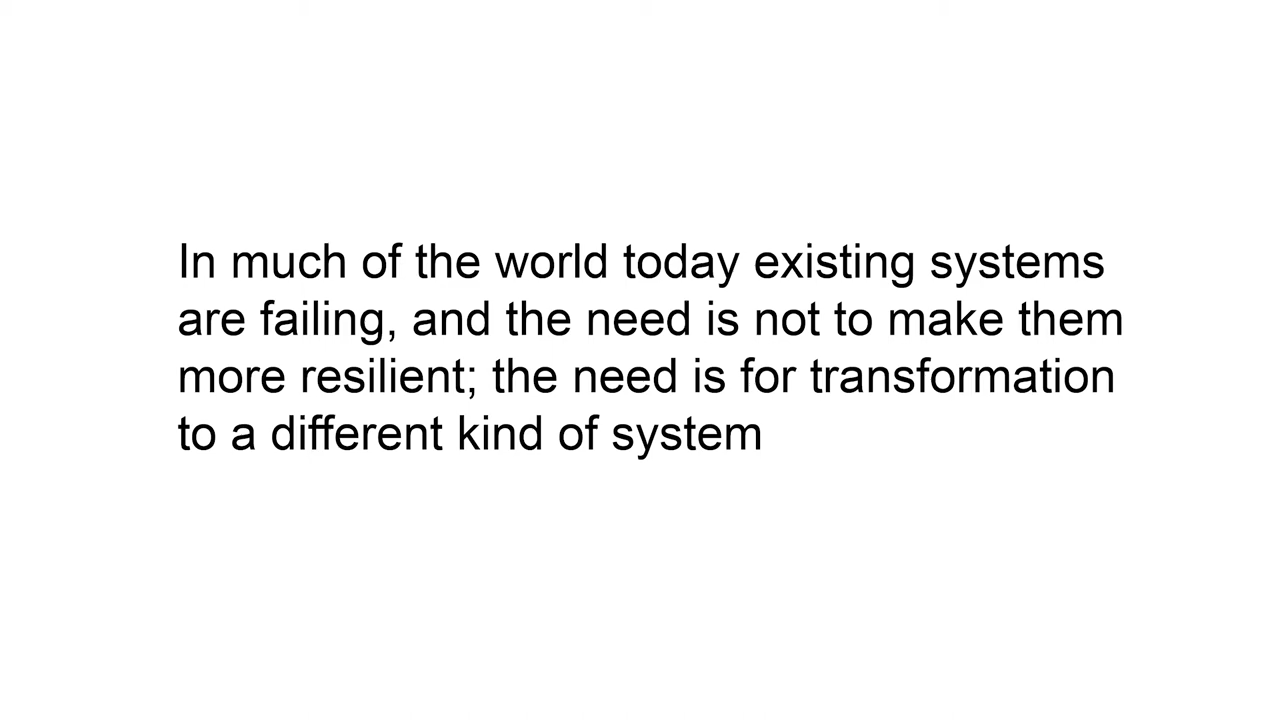 In much of the world today existing systems
are failing, and the need is not to make them
more resilient; the need is for transformation
to a different kind of system